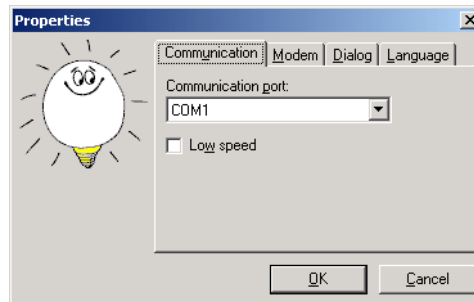 Properties
Communication Modem Dialog Language
Communication port:
COM1
Low speed
OK Cancel